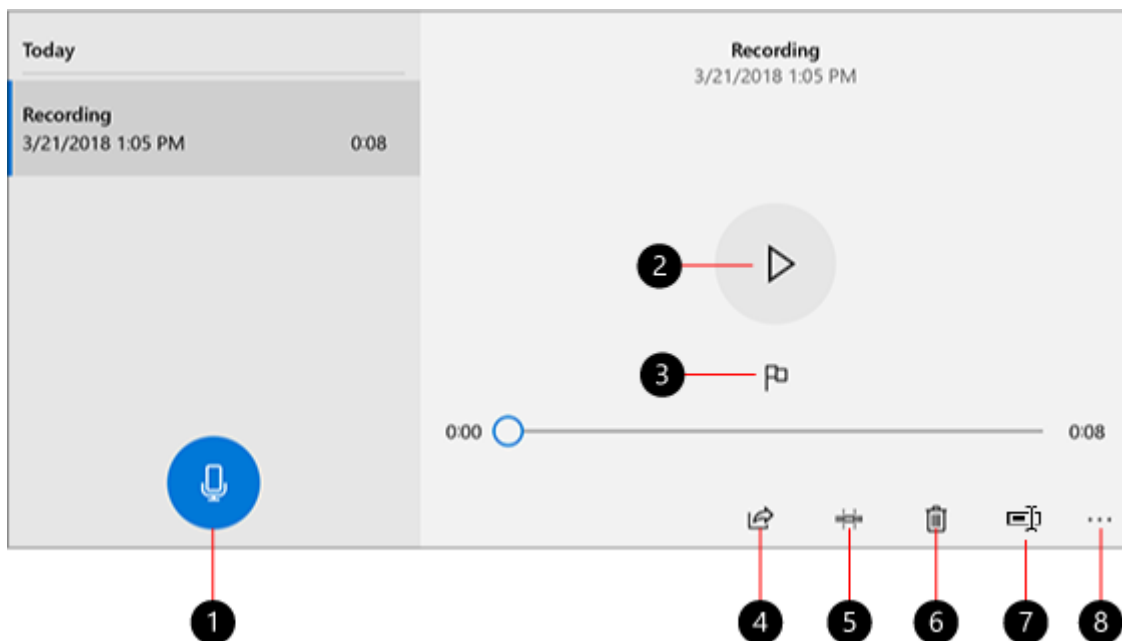 Today
Recording
3/21/2018 1:05 PM 0:08
Recording
3/21/2018 1:05 PM
2
3
0:00 0:08
1
4 5 6 7 8